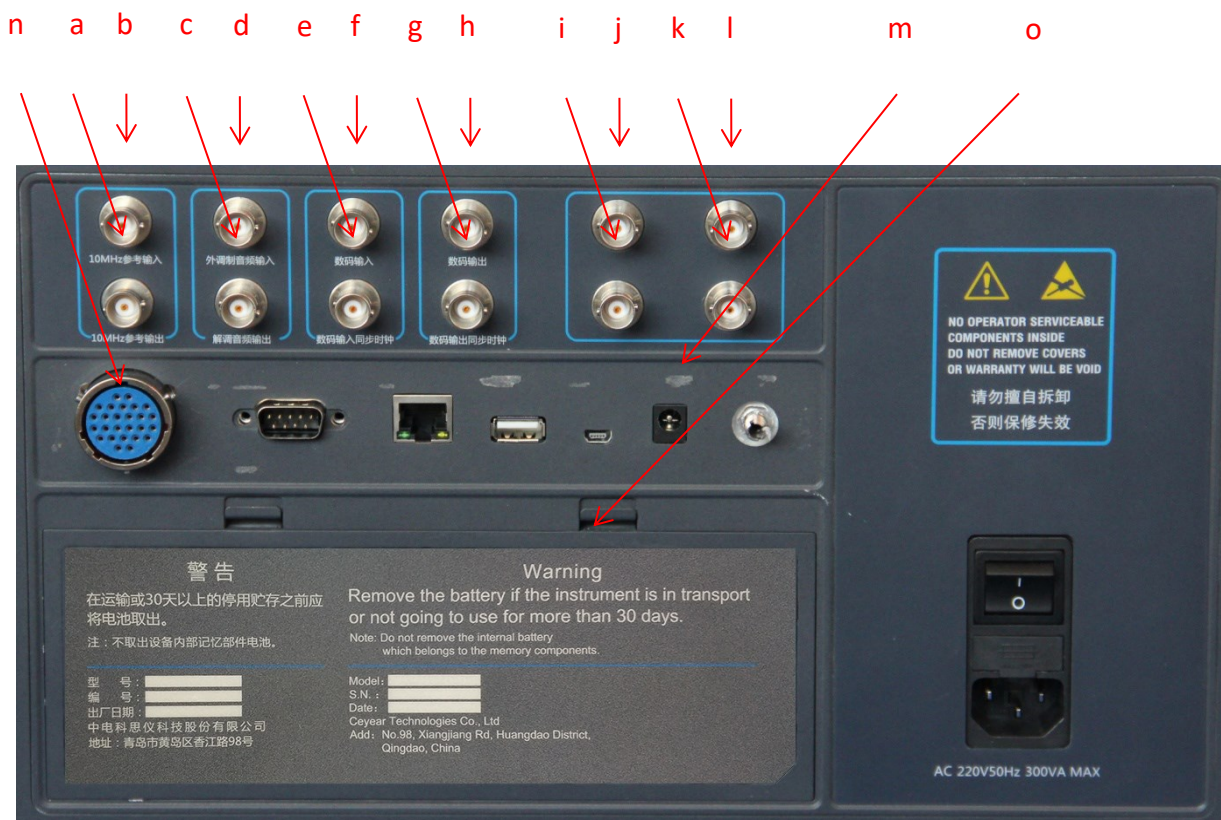 n a b c d e f g h i j k l m o
10MHz参考输入 外调制音频输入 数码输入 数码输出
10MHz参考输出 解调音频输出 数码输入同步时钟 数码输出同步时钟
NO OPERATOR SERVICEABLE
COMPONENTS INSIDE
DO NOT REMOVE COVERS
OR WARRANTY WILL BE VOID
请勿擅自拆卸
否则保修失效
警告
在运输或30天以上的停用贮存之前应
将电池取出。
注：不取出设备内部记忆部件电池。
型 号：
编 号：
出厂日期：
中电科思仪科技股份有限公司
地址：青岛市黄岛区香江路98号
Warning
Remove the battery if the instrument is in transport
or not going to use for more than 30 days.
Note: Do not remove the internal battery
which belongs to the memory components.
Model:
S.N. :
Date:
Ceyear Technologies Co., Ltd
Add: No.98, Xiangjiang Rd, Huangdao District,
Qingdao, China
I
O
AC 220V50Hz 300VA MAX